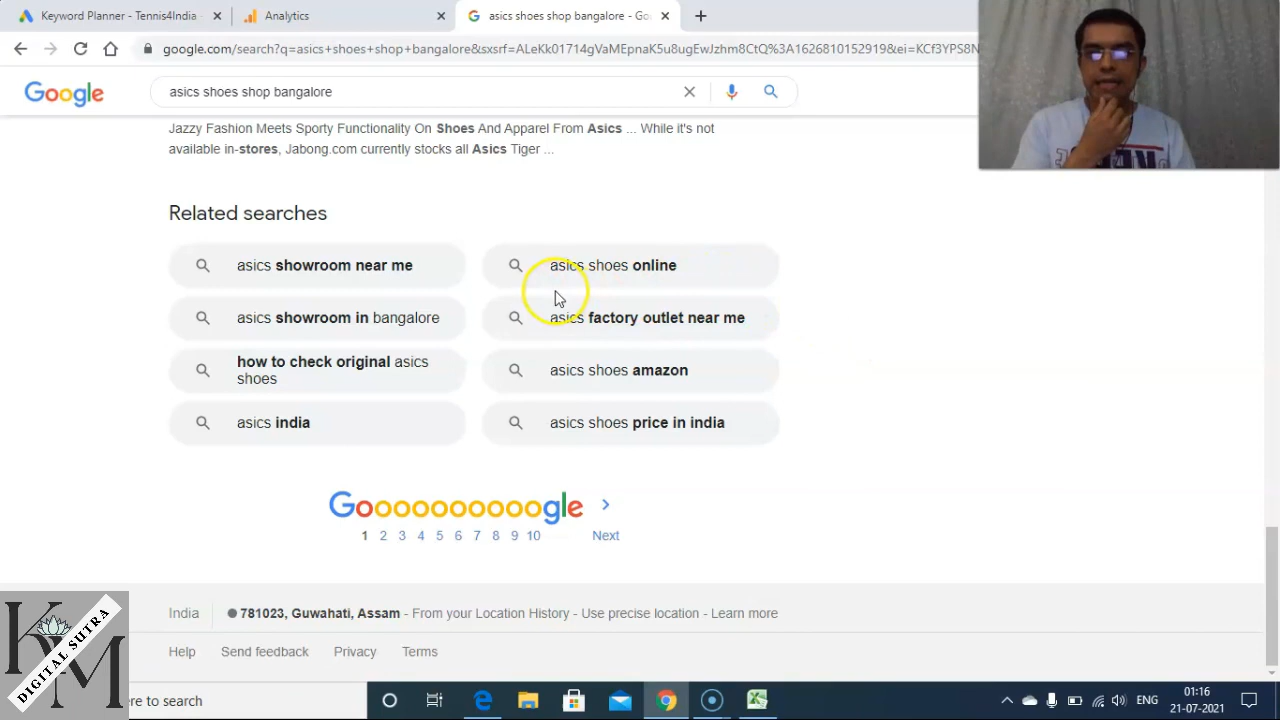 Keyword Planner - Tennis4India
Analytics
asics shoes shop bangalore - Go
google.com/search?q=asics+shoes+shop+bangalore&sxsrf=ALeKk01714gVaMEpnaK5u8ugEwJzhm8CtQ%3A1626810152919&ei=KCf3YPS8N
Google
asics shoes shop bangalore
Jazzy Fashion Meets Sporty Functionality On Shoes And Apparel From Asics ... While it's not
available in-stores, Jabong.com currently stocks all Asics Tiger ...
Related searches
asics showroom near me
asics shoes online
asics showroom in bangalore
asics factory outlet near me
how to check original asics
shoes
asics shoes amazon
asics india
asics shoes price in india
Goooooooooogle
1 2 3 4 5 6 7 8 9 10 Next
India
781023, Guwahati, Assam - From your Location History - Use precise location - Learn more
Help Send feedback Privacy Terms
KM
DIGITAL SUTRA
ere to search
ENG
01:16
21-07-2021